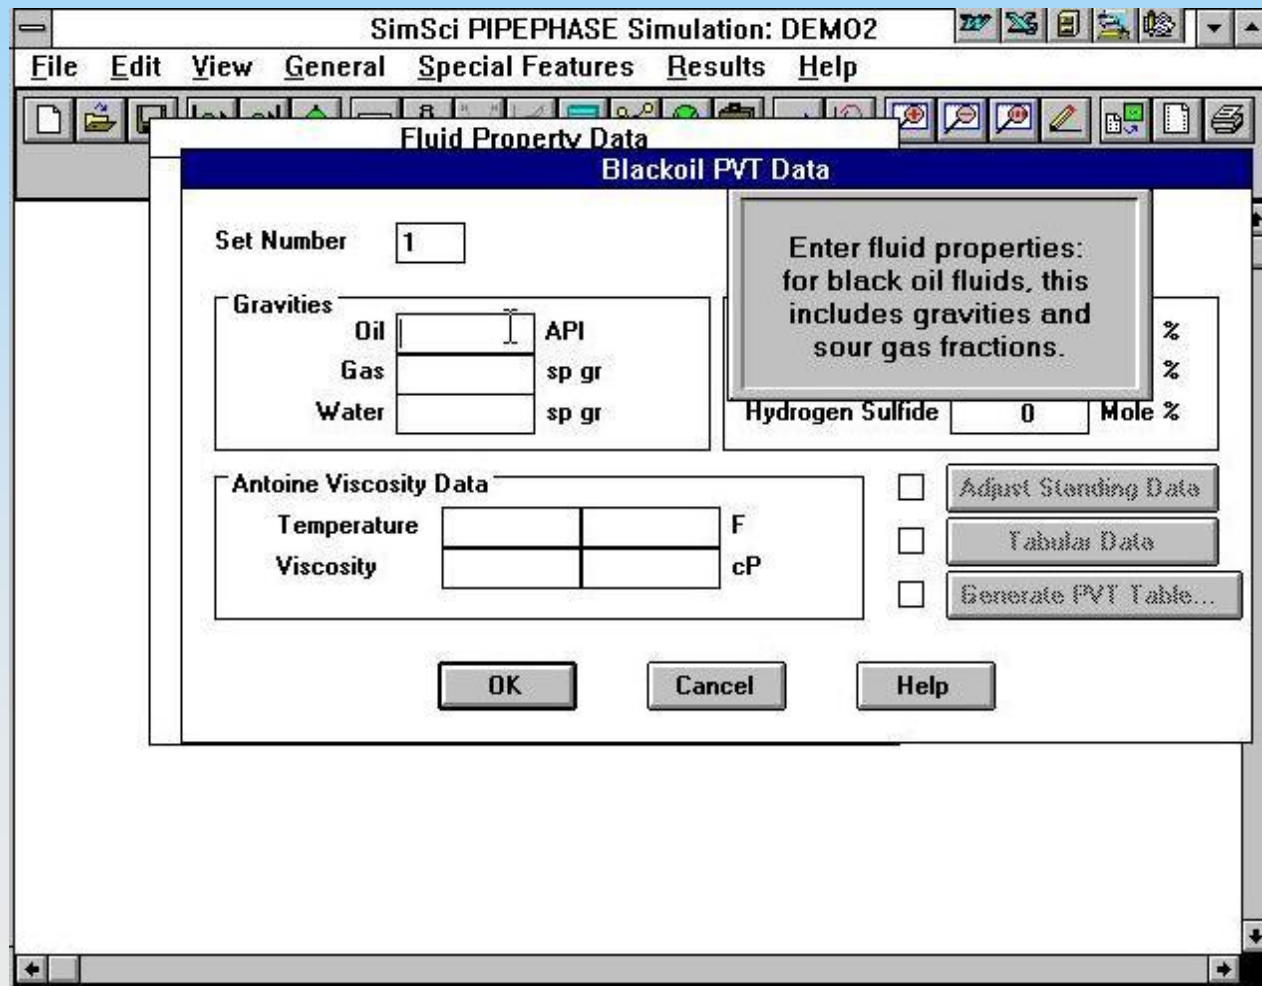 SimSci PIPEPHASE Simulation: DEMO2
File Edit View General Special Features Results Help
Fluid Property Data
Blackoil PVT Data
Set Number 1
Enter fluid properties:
for black oil fluids, this
includes gravities and
sour gas fractions.
Gravities
Oil API
Gas sp gr
Water sp gr
%
%
Hydrogen Sulfide 0 Mole %
Antoine Viscosity Data
Temperature F
Viscosity cP
Adjust Standing Data
Tabular Data
Generate PVT Table...
OK Cancel Help